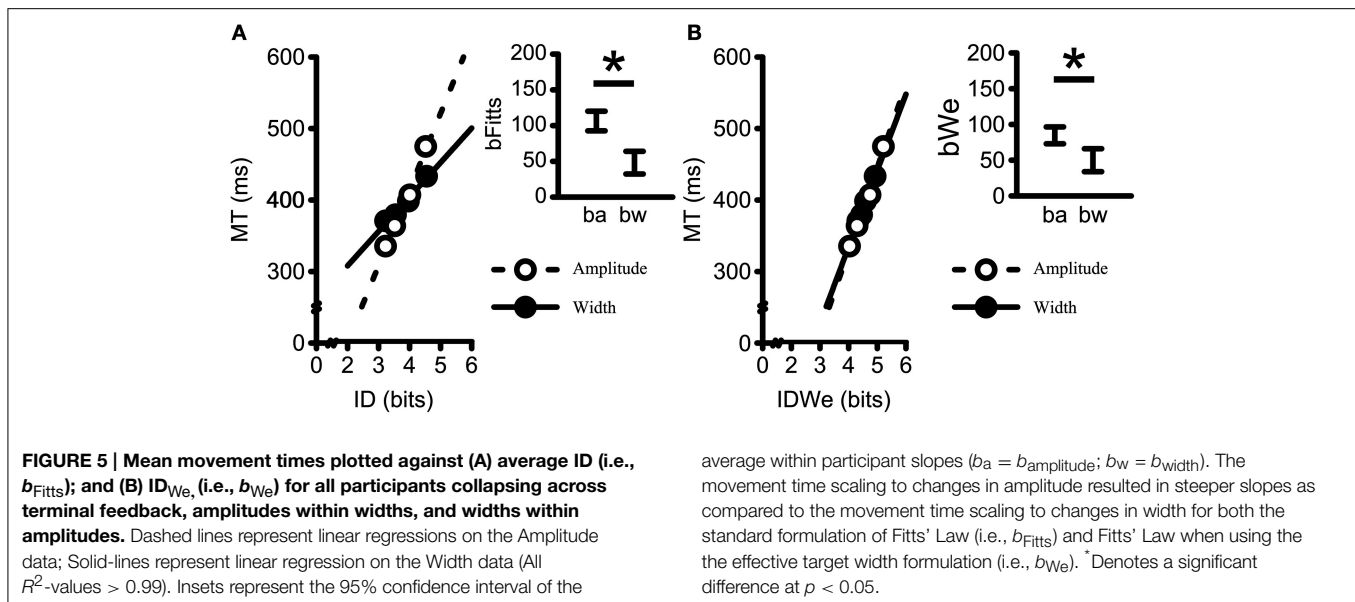 A
600
500
400
300
0
MT (ms)
0 2 3 4 5 6
ID (bits)
*
200
150
100
50
0
bFitts
ba bw
Amplitude
Width
B
600
500
400
300
0
MT (ms)
0 2 3 4 5 6
IDWe (bits)
*
200
150
100
50
0
bWe
ba bw
Amplitude
Width
FIGURE 5 | Mean movement times plotted against (A) average ID (i.e.,
bFitts); and (B) IDWe, (i.e., bWe) for all participants collapsing across
terminal feedback, amplitudes within widths, and widths within
amplitudes. Dashed lines represent linear regressions on the Amplitude
data; Solid-lines represent linear regression on the Width data (All
R²-values > 0.99). Insets represent the 95% confidence interval of the
average within participant slopes (ba = bamplitude; bw = bwidth). The
movement time scaling to changes in amplitude resulted in steeper slopes as
compared to the movement time scaling to changes in width for both the
standard formulation of Fitts' Law (i.e., bFitts) and Fitts' Law when using the
the effective target width formulation (i.e., bWe). *Denotes a significant
difference at p < 0.05.